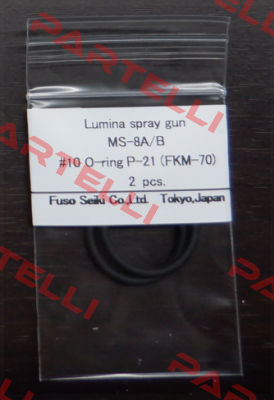 PARTELLI
Lumina spray gun
MS-8A/B
#10 O-ring P-21 (FKM-70)
2 pcs.
Fuso Seiki Co.,Ltd. Tokyo,Japan
PARTELLI
PARTELLI